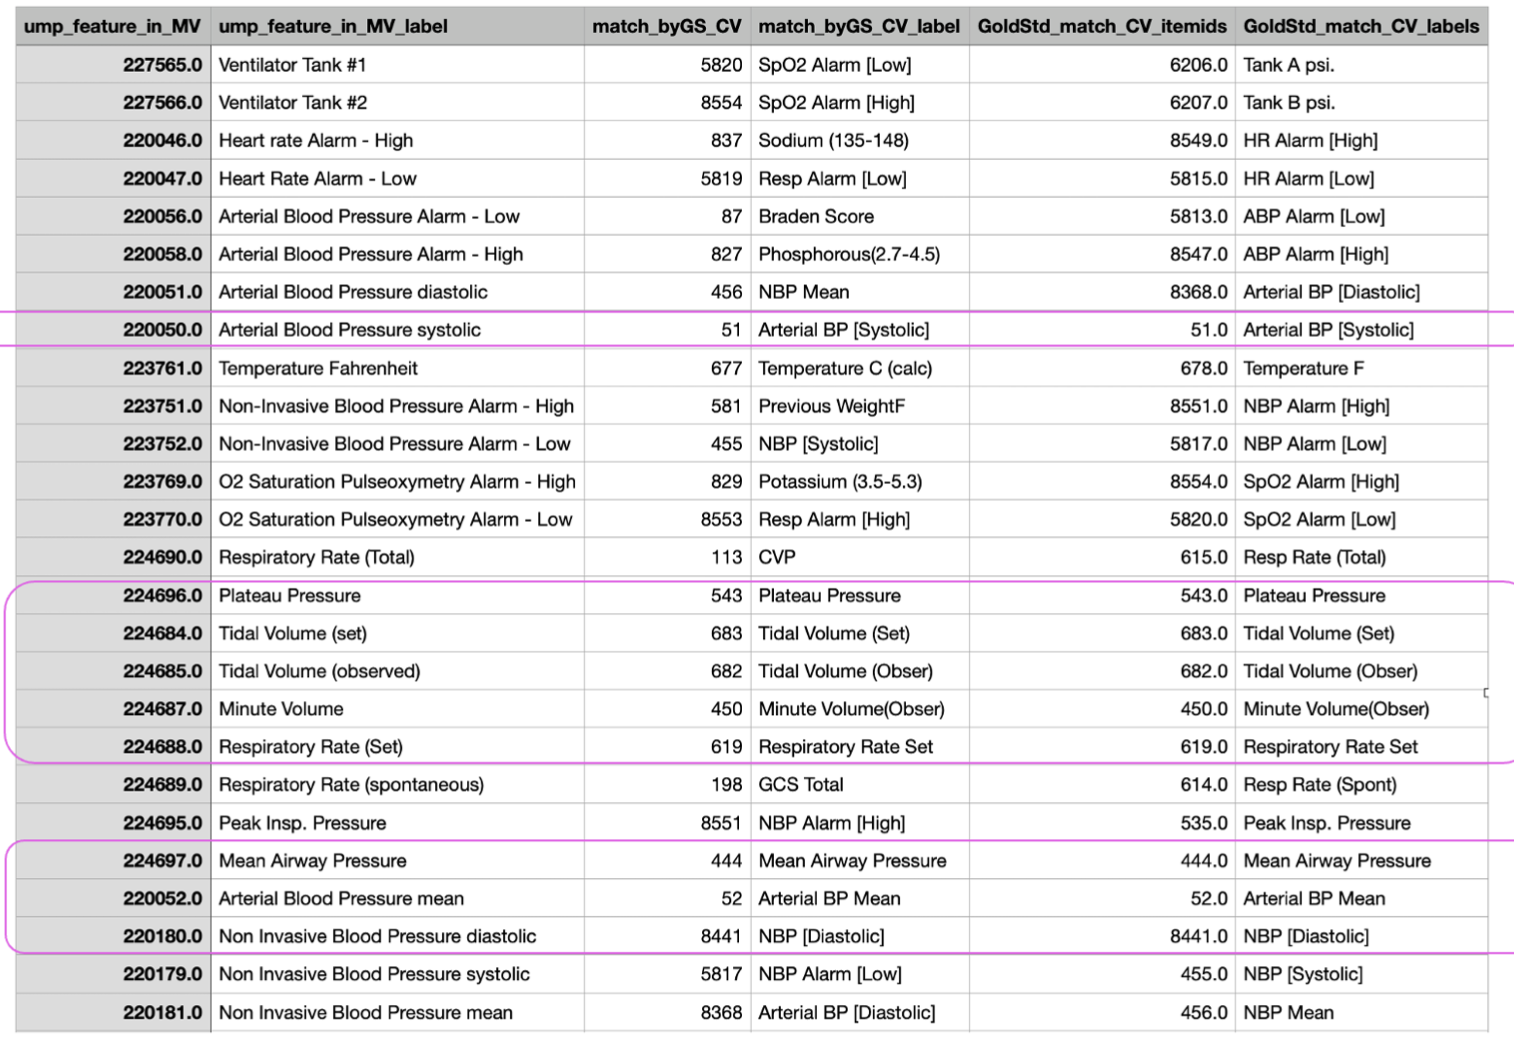 ump_feature_in_MV ump_feature_in_MV_label match_byGS_CV match_byGS_CV_label GoldStd_match_CV_itemids GoldStd_match_CV_labels
227565.0 Ventilator Tank #1 5820 SpO2 Alarm [Low] 6206.0 Tank A psi.
227566.0 Ventilator Tank #2 8554 SpO2 Alarm [High] 6207.0 Tank B psi.
220046.0 Heart rate Alarm - High 837 Sodium (135-148) 8549.0 HR Alarm [High]
220047.0 Heart Rate Alarm - Low 5819 Resp Alarm [Low] 5815.0 HR Alarm [Low]
220056.0 Arterial Blood Pressure Alarm - Low 87 Braden Score 5813.0 ABP Alarm [Low]
220058.0 Arterial Blood Pressure Alarm - High 827 Phosphorous(2.7-4.5) 8547.0 ABP Alarm [High]
220051.0 Arterial Blood Pressure diastolic 456 NBP Mean 8368.0 Arterial BP [Diastolic]
220050.0 Arterial Blood Pressure systolic 51 Arterial BP [Systolic] 51.0 Arterial BP [Systolic]
223761.0 Temperature Fahrenheit 677 Temperature C (calc) 678.0 Temperature F
223751.0 Non-Invasive Blood Pressure Alarm - High 581 Previous WeightF 8551.0 NBP Alarm [High]
223752.0 Non-Invasive Blood Pressure Alarm - Low 455 NBP [Systolic] 5817.0 NBP Alarm [Low]
223769.0 O2 Saturation Pulseoxymetry Alarm - High 829 Potassium (3.5-5.3) 8554.0 SpO2 Alarm [High]
223770.0 O2 Saturation Pulseoxymetry Alarm - Low 8553 Resp Alarm [High] 5820.0 SpO2 Alarm [Low]
224690.0 Respiratory Rate (Total) 113 CVP 615.0 Resp Rate (Total)
224696.0 Plateau Pressure 543 Plateau Pressure 543.0 Plateau Pressure
224684.0 Tidal Volume (set) 683 Tidal Volume (Set) 683.0 Tidal Volume (Set)
224685.0 Tidal Volume (observed) 682 Tidal Volume (Obser) 682.0 Tidal Volume (Obser)
224687.0 Minute Volume 450 Minute Volume(Obser) 450.0 Minute Volume(Obser)
224688.0 Respiratory Rate (Set) 619 Respiratory Rate Set 619.0 Respiratory Rate Set
224689.0 Respiratory Rate (spontaneous) 198 GCS Total 614.0 Resp Rate (Spont)
224695.0 Peak Insp. Pressure 8551 NBP Alarm [High] 535.0 Peak Insp. Pressure
224697.0 Mean Airway Pressure 444 Mean Airway Pressure 444.0 Mean Airway Pressure
220052.0 Arterial Blood Pressure mean 52 Arterial BP Mean 52.0 Arterial BP Mean
220180.0 Non Invasive Blood Pressure diastolic 8441 NBP [Diastolic] 8441.0 NBP [Diastolic]
220179.0 Non Invasive Blood Pressure systolic 5817 NBP Alarm [Low] 455.0 NBP [Systolic]
220181.0 Non Invasive Blood Pressure mean 8368 Arterial BP [Diastolic] 456.0 NBP Mean